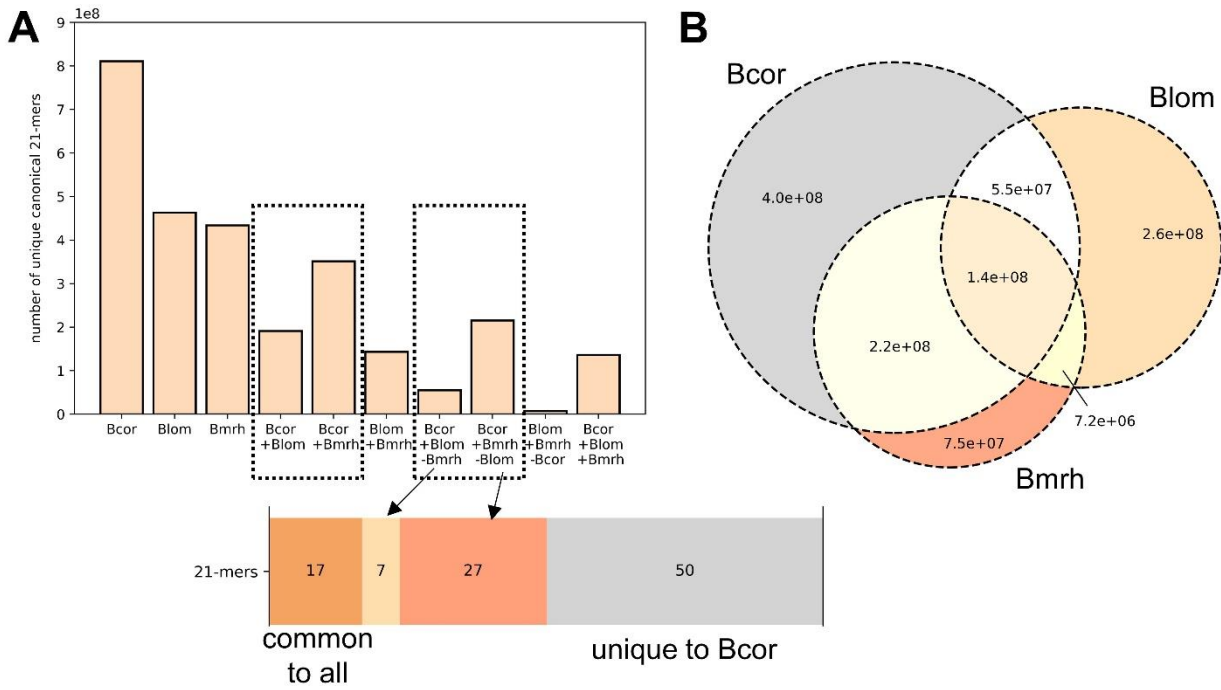 A
1e8
number of unique canonical 21-mers
9
8
7
6
5
4
3
2
1
0
Bcor
Blom
Bmrh
Bcor
+Blom
Bcor
+Bmrh
Blom
+Bmrh
Bcor
+Blom
-Bmrh
Bcor
+Bmrh
-Blom
Blom
+Bmrh
-Bcor
Bcor
+Blom
+Bmrh
21-mers
17
7
27
50
common
to all
unique to Bcor
B
Bcor
Blom
4.0e+08
5.5e+07
2.6e+08
1.4e+08
2.2e+08
7.2e+06
7.5e+07
Bmrh